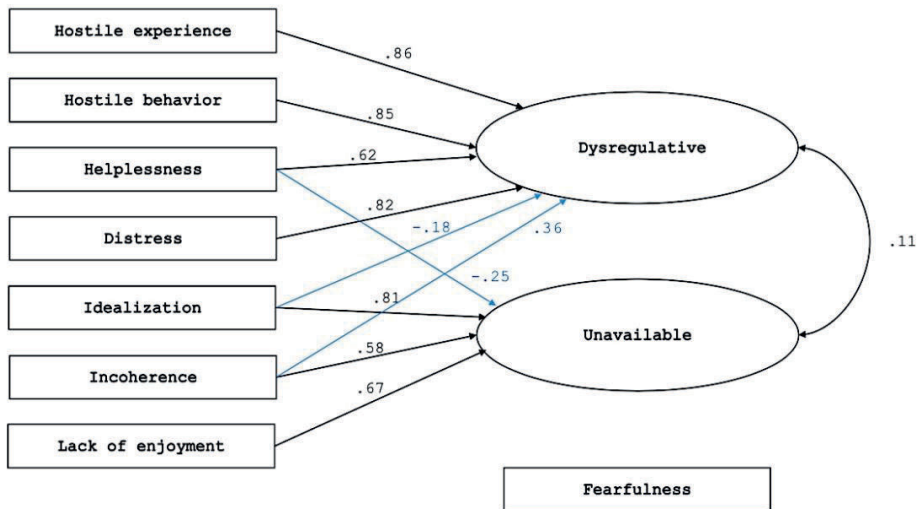 Hostile experience
.86
Hostile behavior
.85
Dysregulative
Helplessness
.62
.82
Distress
-.18
.36
.11
-.25
Idealization
.81
Unavailable
.58
Incoherence
.67
Lack of enjoyment
Fearfulness